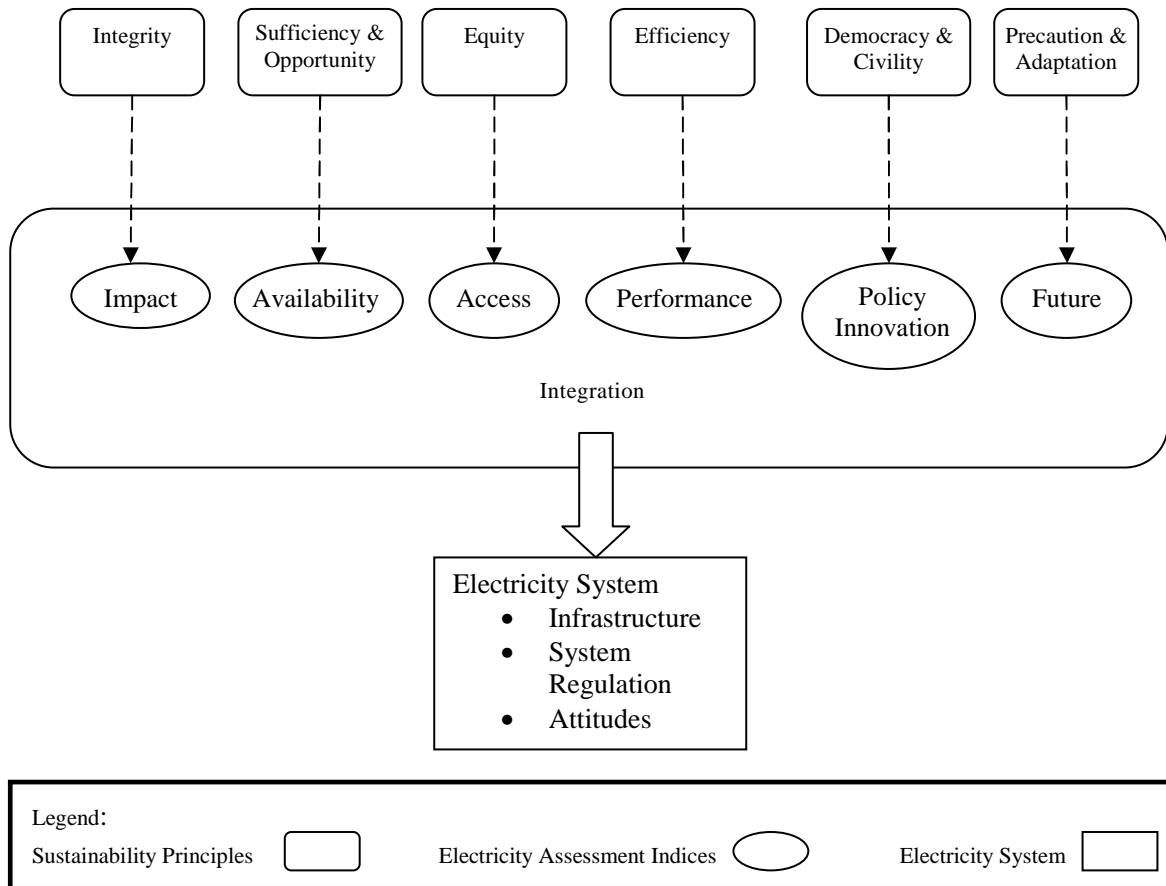 Integrity
Sufficiency &
Opportunity
Equity
Efficiency
Democracy &
Civility
Precaution &
Adaptation
Impact
Availability
Access
Performance
Policy
Innovation
Future
Integration
Electricity System
• Infrastructure
• System
Regulation
• Attitudes
Legend:
Sustainability Principles
Electricity Assessment Indices
Electricity System